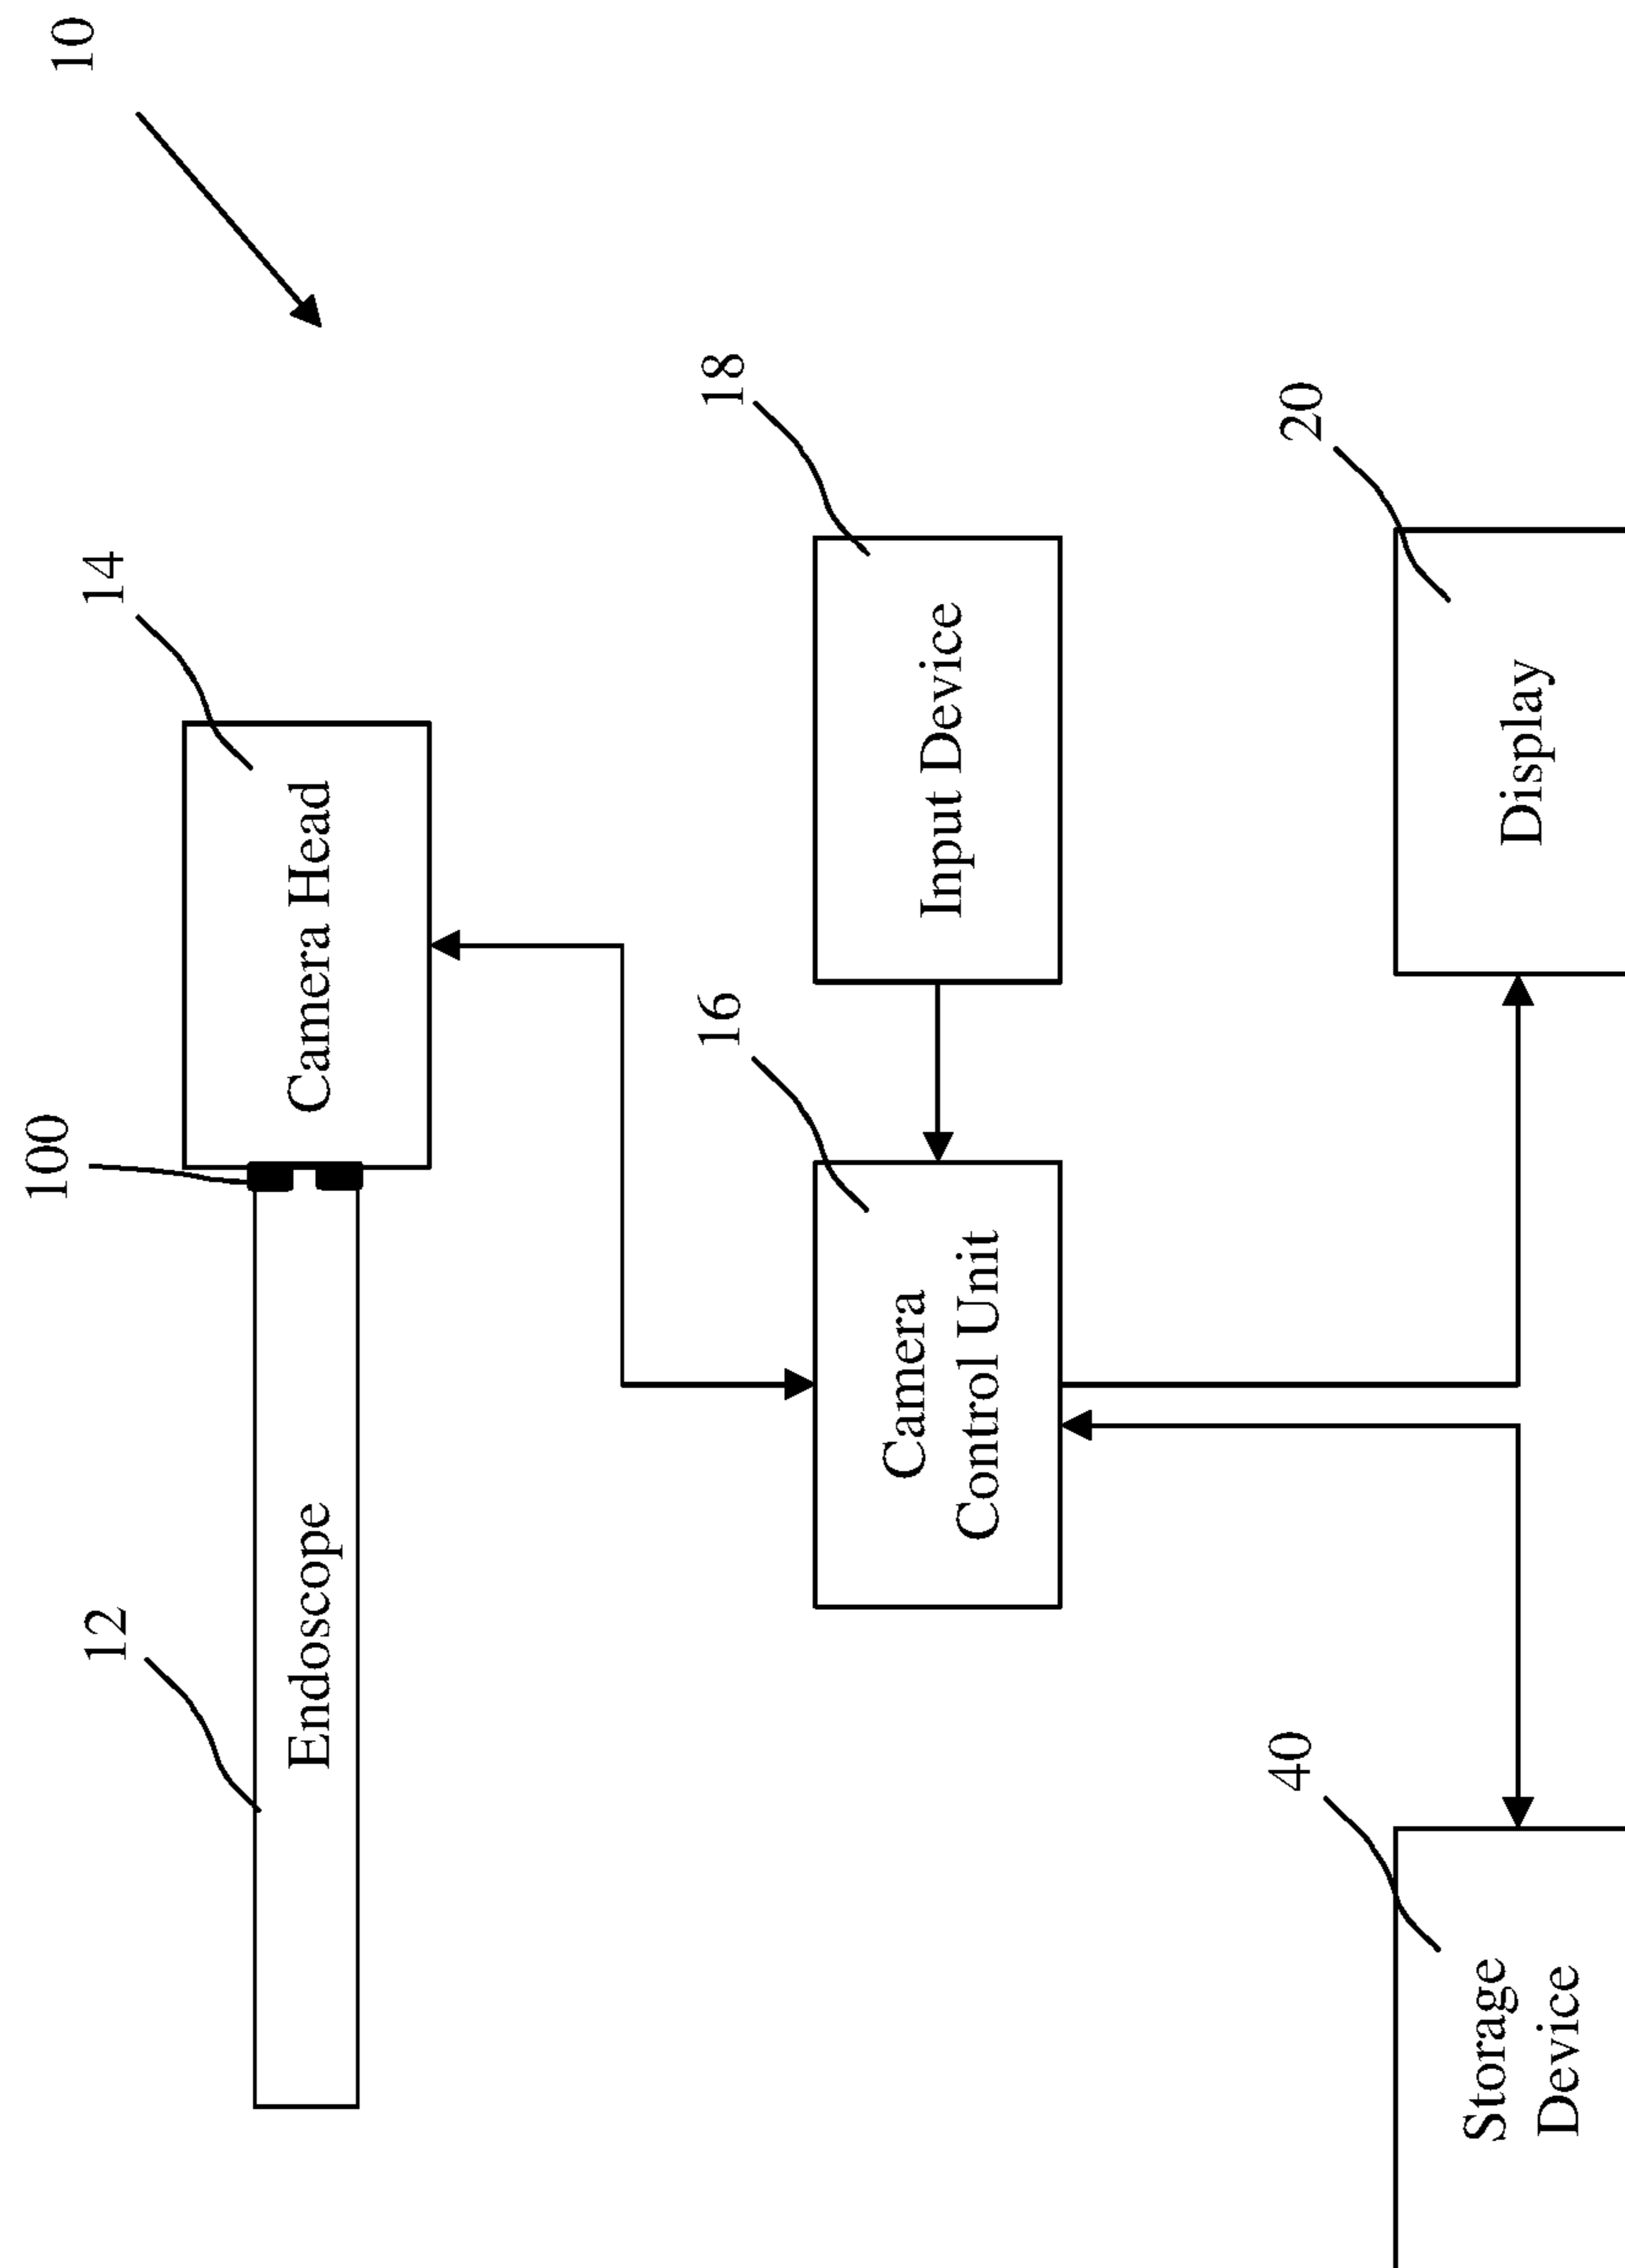 10
14
100
Camera Head
12
Endoscope
18
Input Device
16
Camera
Control Unit
20
Display
40
Storage
Device